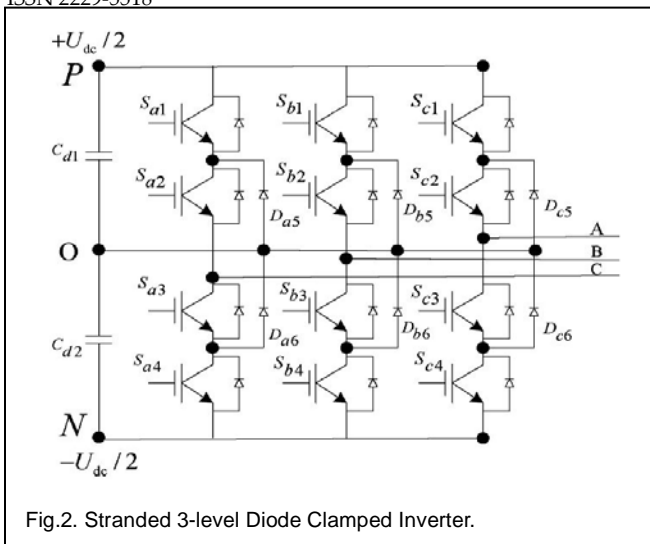 ISSN 2229-5518
+U_dc / 2
P
S_a1 S_b1 S_c1
C_d1
S_a2 S_b2 S_c2
D_a5 D_b5 D_c5
A
O
B
C
S_a3 S_b3 S_c3
C_d2
D_a6 D_b6 D_c6
S_a4 S_b4 S_c4
N
−U_dc / 2
Fig.2. Stranded 3-level Diode Clamped Inverter.